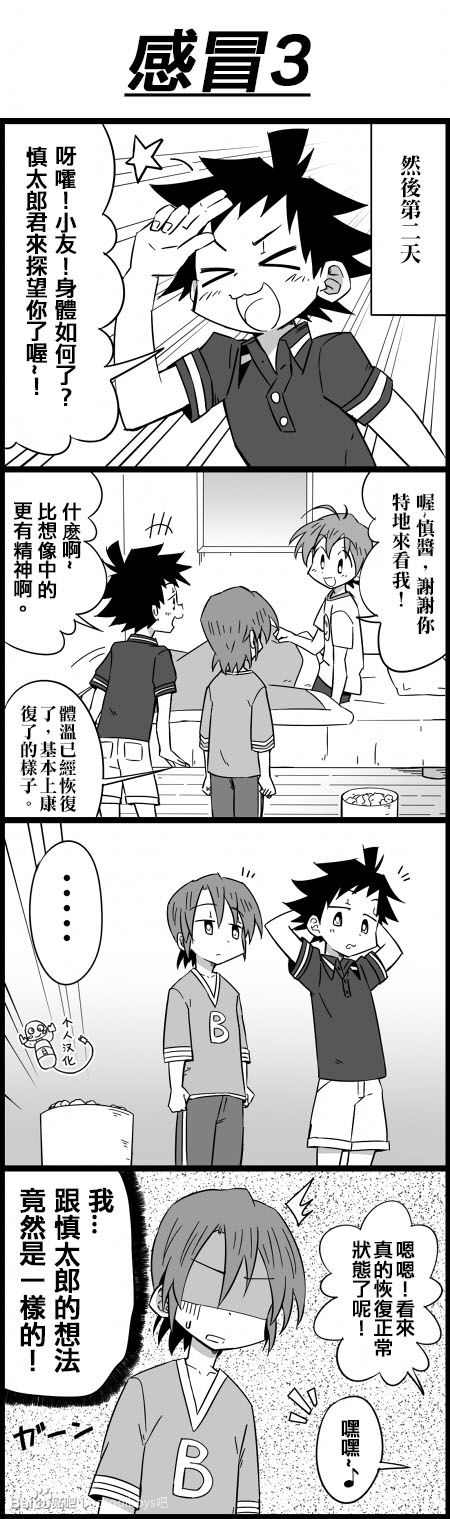 感冒3
然後第二天
呀嚯！小友！身體如何了？
慎太郎君來探望你了喔~！
喔~慎醬，謝謝你
特地來看我！
什麼啊~
比想像中的
更有精神啊。
體溫已經恢復
了，基本上康
復了的樣子。
……
个人汉化
嗯嗯！看來
真的恢復正常
狀態了呢！
我…
跟慎太郎的想法
竟然是一樣的！
嘿嘿~♪
ガーン
B
B